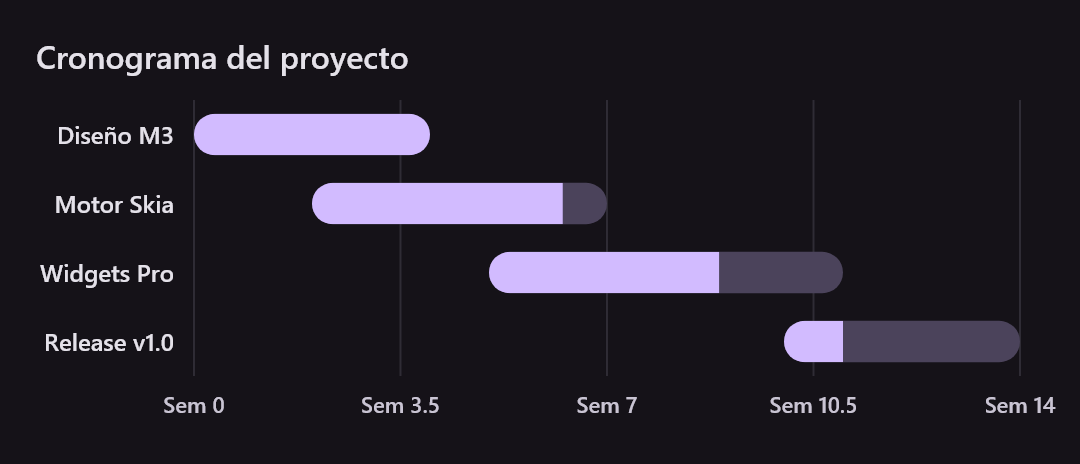 Cronograma del proyecto
Diseño M3
Motor Skia
Widgets Pro
Release v1.0
Sem 0
Sem 3.5
Sem 7
Sem 10.5
Sem 14